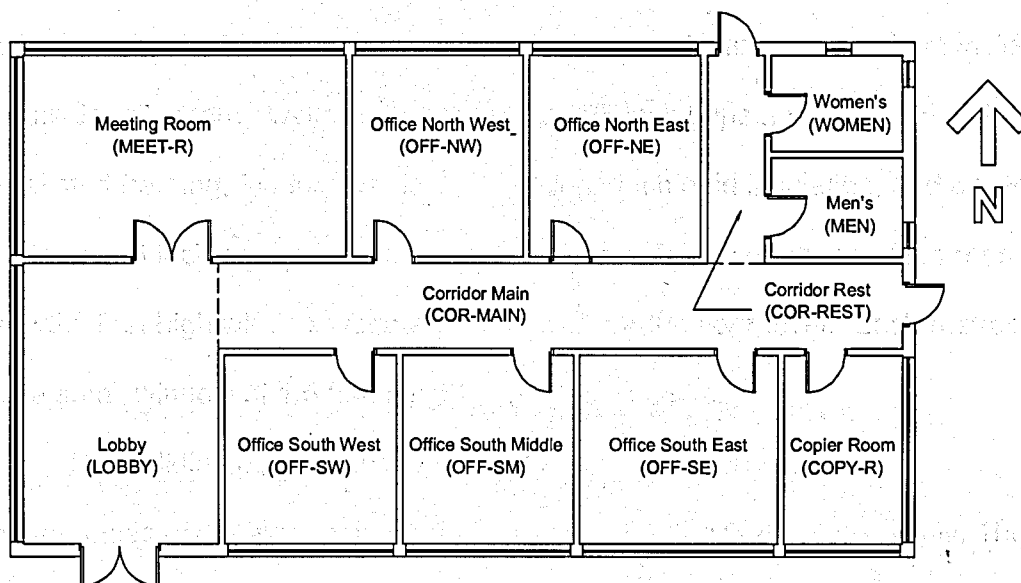 Meeting Room
(MEET-R)
Office North West
(OFF-NW)
Office North East
(OFF-NE)
Women's
(WOMEN)
Men's
(MEN)
N
Corridor Main
(COR-MAIN)
Corridor Rest
(COR-REST)
Lobby
(LOBBY)
Office South West
(OFF-SW)
Office South Middle
(OFF-SM)
Office South East
(OFF-SE)
Copier Room
(COPY-R)